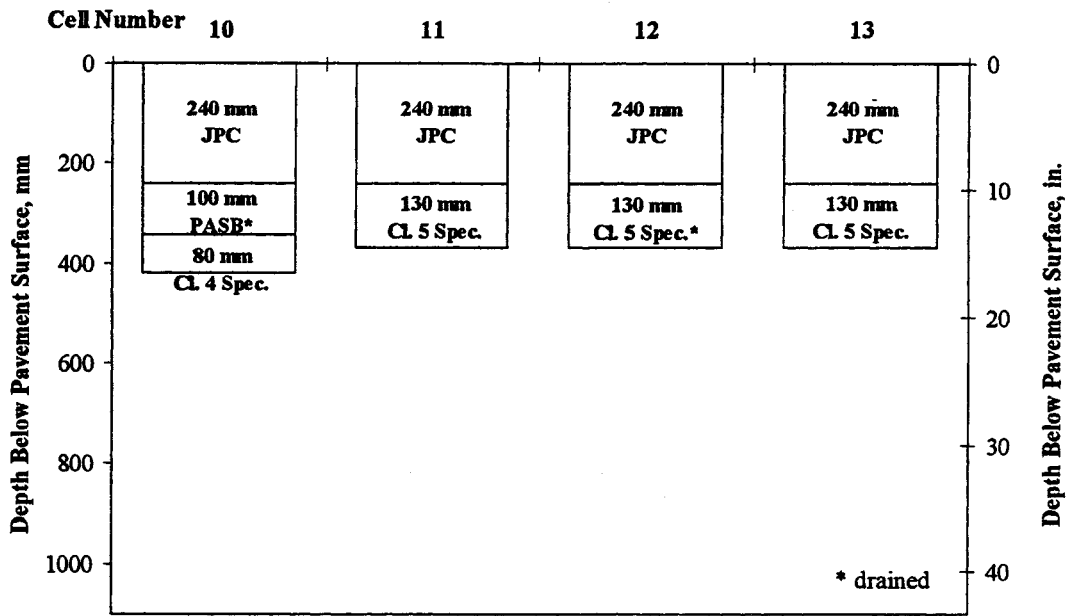 Cell Number
10 11 12 13
0
200
400
600
800
1000
Depth Below Pavement Surface, mm
240 mm
JPC
100 mm
PASB*
80 mm
Cl. 4 Spec.
240 mm
JPC
130 mm
Cl. 5 Spec.
240 mm
JPC
130 mm
Cl. 5 Spec.*
240 mm
JPC
130 mm
Cl. 5 Spec.
0
10
20
30
40
Depth Below Pavement Surface, in.
* drained